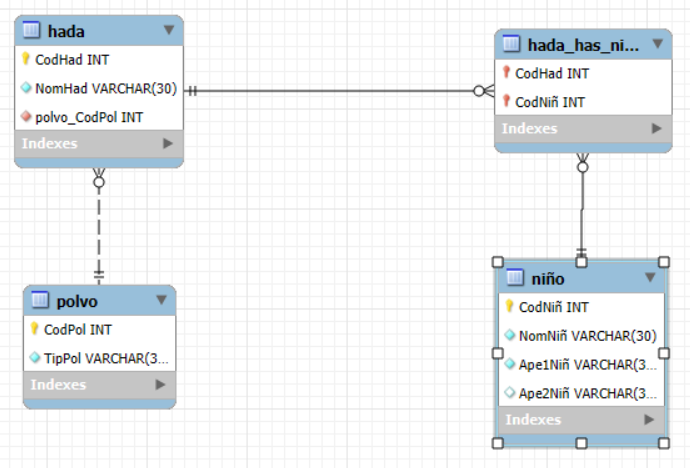 hada
CodHad INT
NomHad VARCHAR(30)
polvo_CodPol INT
Indexes
hada_has_ni...
CodHad INT
CodNiñ INT
Indexes
polvo
CodPol INT
TipPol VARCHAR(3...
Indexes
niño
CodNiñ INT
NomNiñ VARCHAR(30)
Ape1Niñ VARCHAR(3...
Ape2Niñ VARCHAR(3...
Indexes